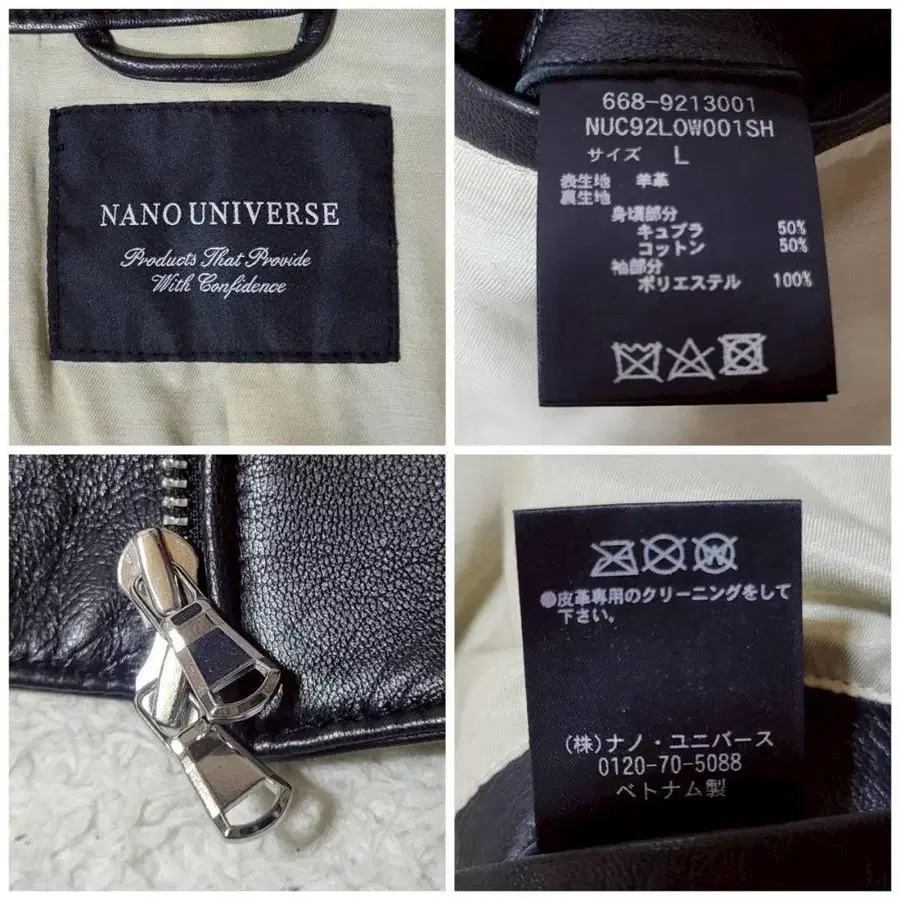 NANO UNIVERSE
Products That Provide
With Confidence
668-9213001
NUC92LOW001SH
サイズ L
表生地 羊革
裏生地
身頃部分
キュプラ 50%
コットン 50%
袖部分
ポリエステル 100%
W
●皮革専用のクリーニングをして
下さい。
(株)ナノ・ユニバース
0120-70-5088
ベトナム製